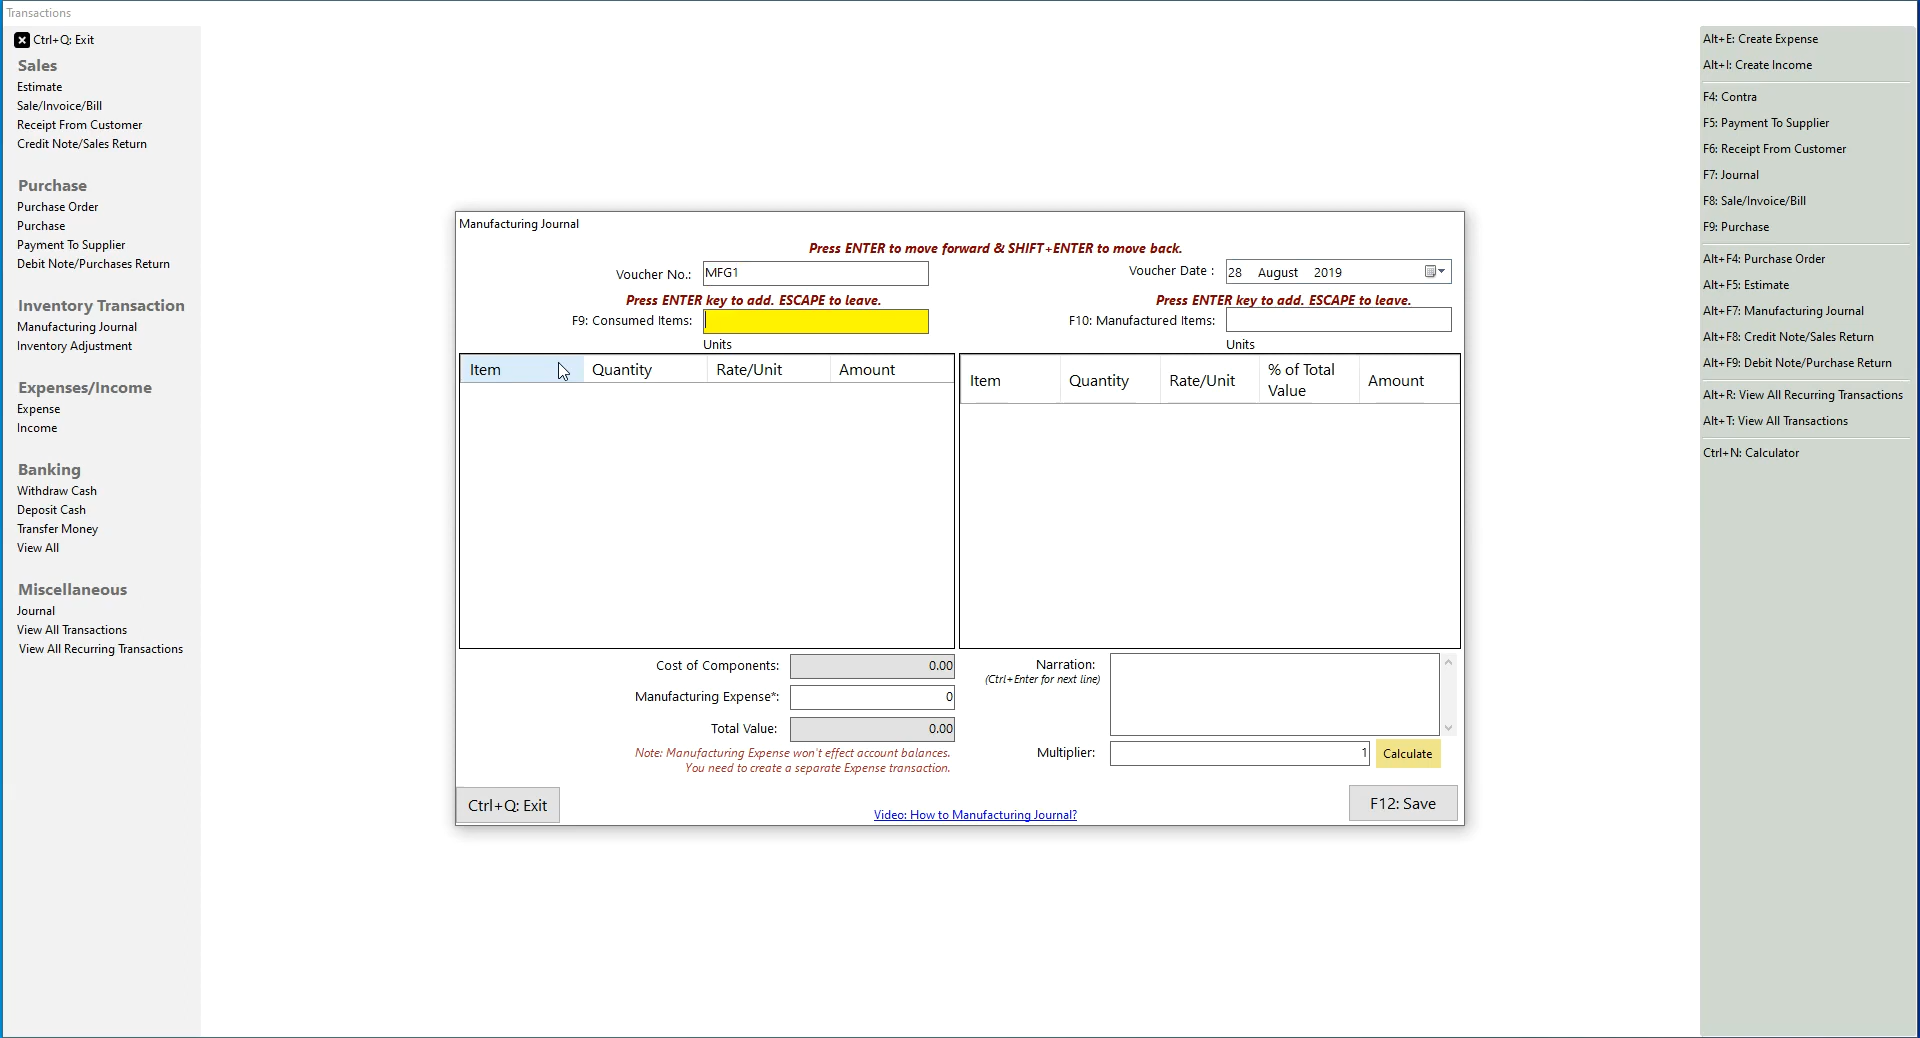 Transactions
Ctrl+Q: Exit
Sales
Estimate
Sale/Invoice/Bill
Receipt From Customer
Credit Note/Sales Return
Purchase
Purchase Order
Purchase
Payment To Supplier
Debit Note/Purchases Return
Inventory Transaction
Manufacturing Journal
Inventory Adjustment
Expenses/Income
Expense
Income
Banking
Withdraw Cash
Deposit Cash
Transfer Money
View All
Miscellaneous
Journal
View All Transactions
View All Recurring Transactions
Manufacturing Journal
Press ENTER to move forward & SHIFT+ENTER to move back.
Voucher No.: MFG1
Voucher Date : 28 August 2019
Press ENTER key to add. ESCAPE to leave.
Press ENTER key to add. ESCAPE to leave.
F9: Consumed Items:
F10: Manufactured Items:
Units
Units
Item Quantity Rate/Unit Amount
Item Quantity Rate/Unit % of Total Value Amount
Cost of Components: 0.00
Manufacturing Expense*: 0
Total Value: 0.00
Note: Manufacturing Expense won't effect account balances.
You need to create a separate Expense transaction.
Narration:
(Ctrl+Enter for next line)
Multiplier: 1 Calculate
Ctrl+Q: Exit
Video: How to Manufacturing Journal?
F12: Save
Alt+E: Create Expense
Alt+I: Create Income
F4: Contra
F5: Payment To Supplier
F6: Receipt From Customer
F7: Journal
F8: Sale/Invoice/Bill
F9: Purchase
Alt+F4: Purchase Order
Alt+F5: Estimate
Alt+F7: Manufacturing Journal
Alt+F8: Credit Note/Sales Return
Alt+F9: Debit Note/Purchase Return
Alt+R: View All Recurring Transactions
Alt+T: View All Transactions
Ctrl+N: Calculator